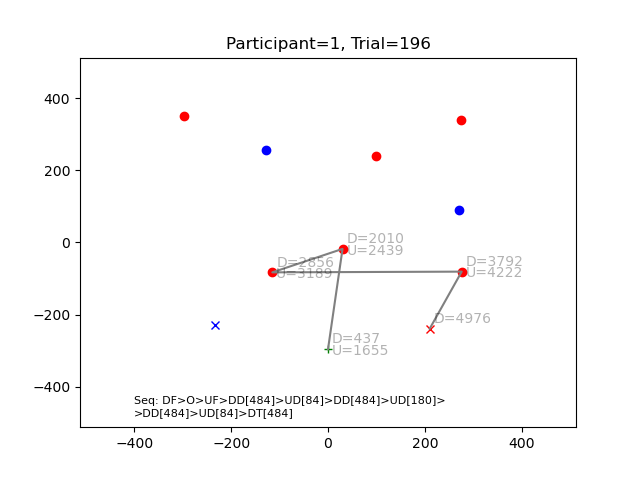 Participant=1, Trial=196
400
200
0
−200
−400
D=2010
U=2439
D=2856
U=3189
D=3792
U=4222
D=4976
D=437
U=1655
Seq: DF>O>UF>DD[484]>UD[84]>DD[484]>UD[180]>
>DD[484]>UD[84]>DT[484]
−400 −200 0 200 400